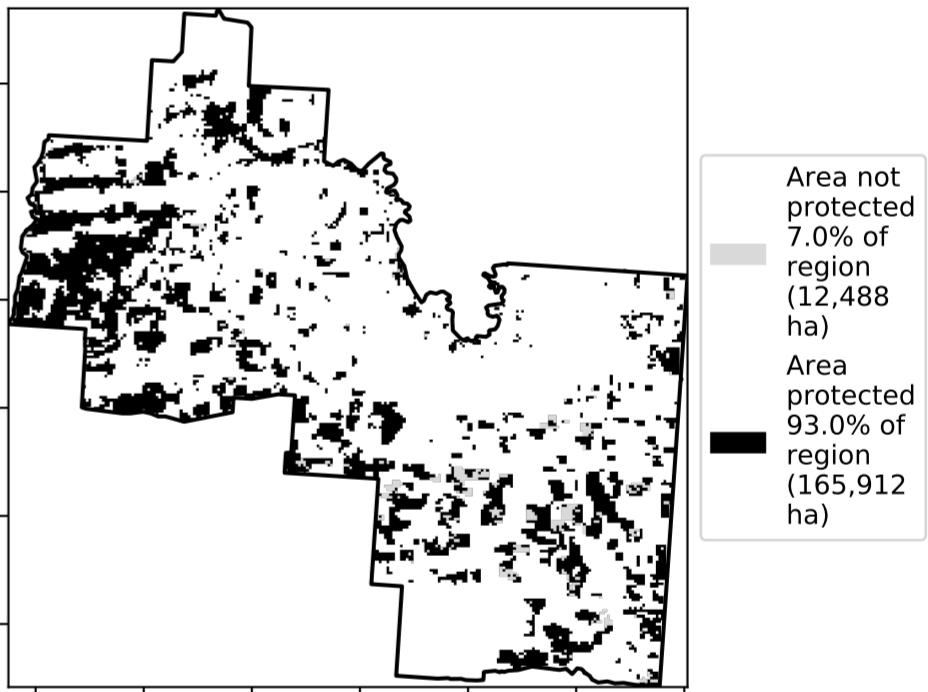 Area not
protected
7.0% of
region
(12,488
ha)
Area
protected
93.0% of
region
(165,912
ha)